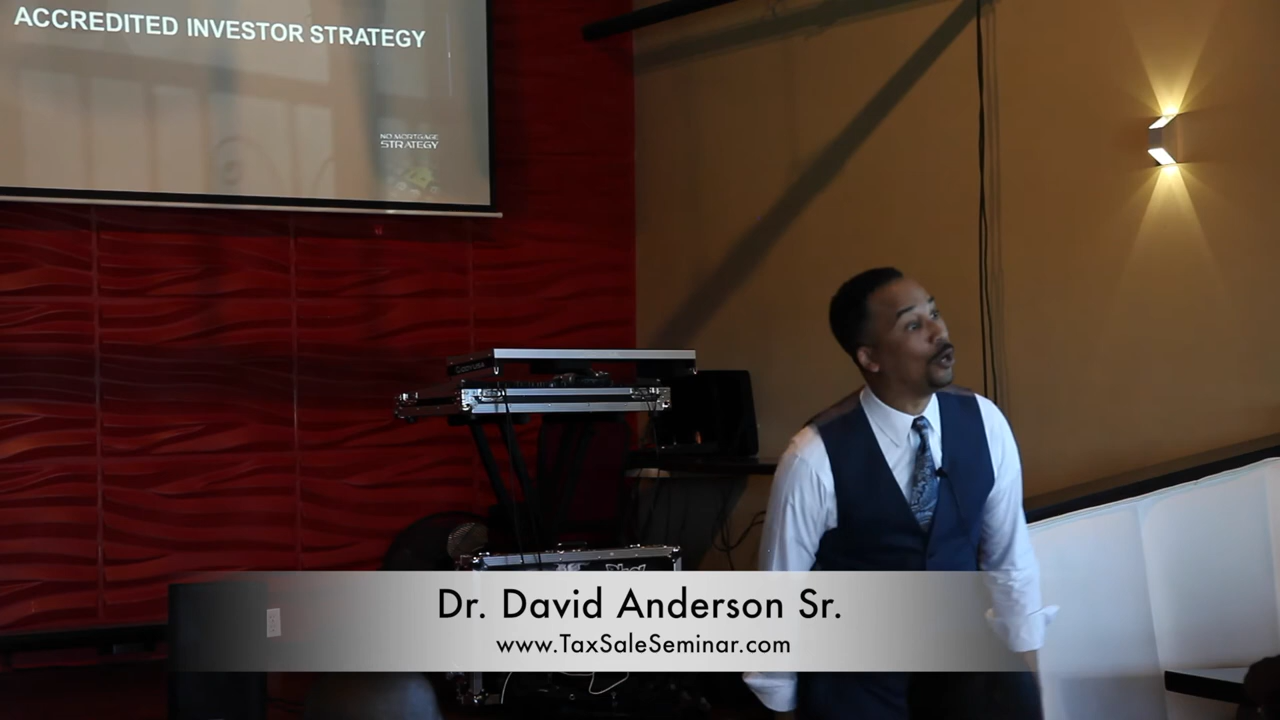 ACCREDITED INVESTOR STRATEGY
NO MORTGAGE
STRATEGY
Dr. David Anderson Sr.
www.TaxSaleSeminar.com